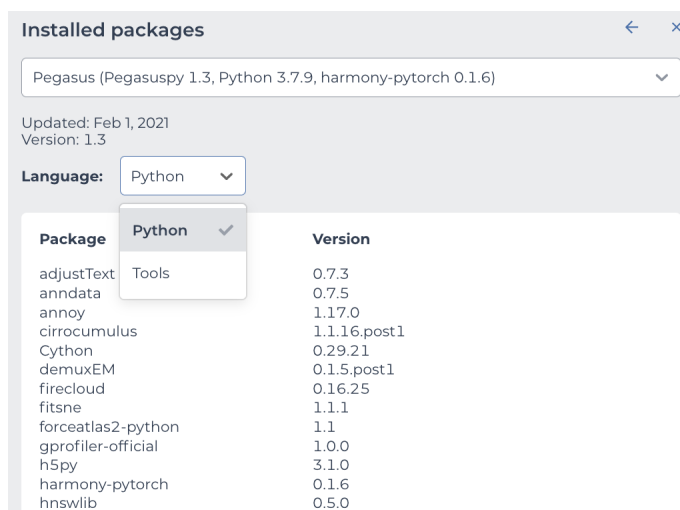 Installed packages
Pegasus (Pegasuspy 1.3, Python 3.7.9, harmony-pytorch 0.1.6)
Updated: Feb 1, 2021
Version: 1.3
Language: Python
Python
Tools
Package Version
adjustText 0.7.3
anndata 0.7.5
annoy 1.17.0
cirrocumulus 1.1.16.post1
Cython 0.29.21
demuxEM 0.1.5.post1
firecloud 0.16.25
fitsne 1.1.1
forceatlas2-python 1.1
gprofiler-official 1.0.0
h5py 3.1.0
harmony-pytorch 0.1.6
hnswlib 0.5.0